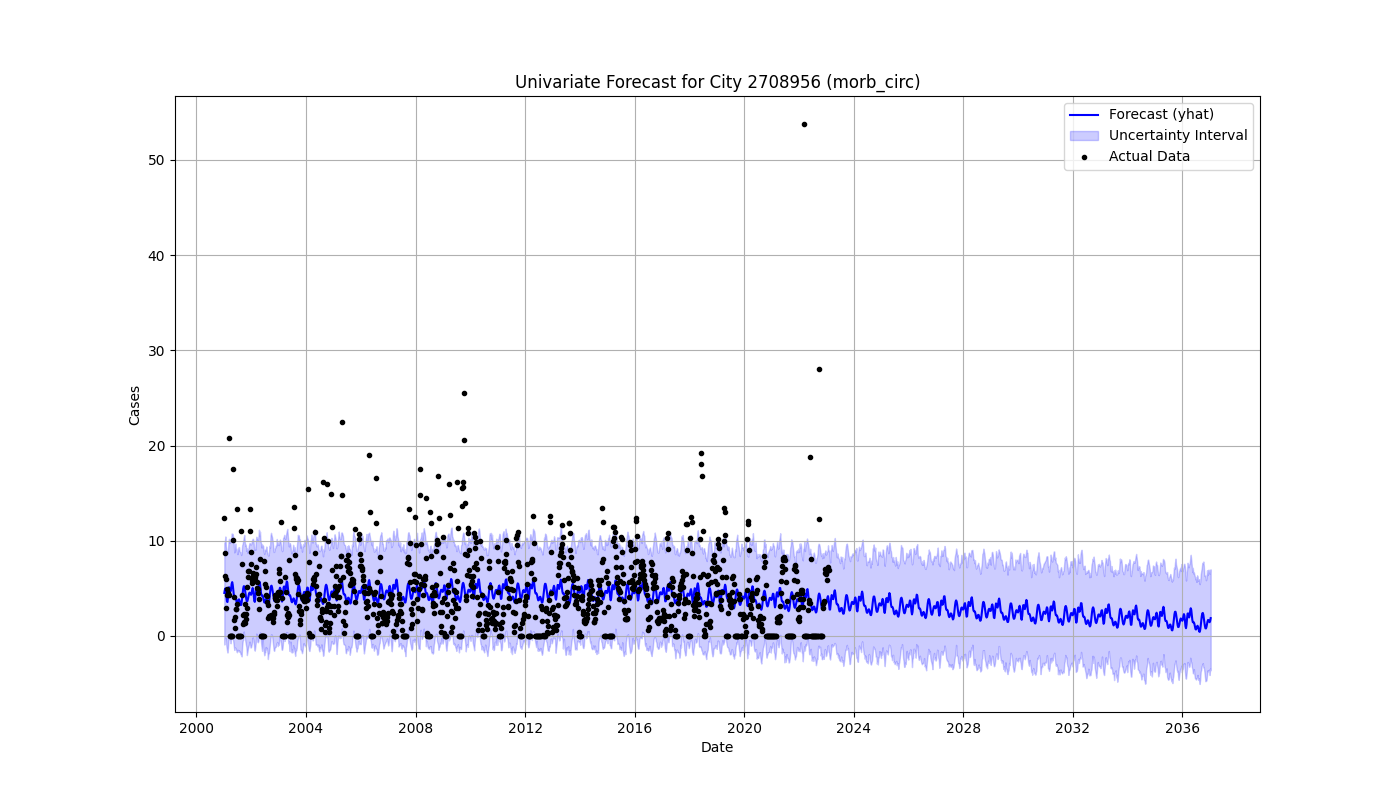 Univariate Forecast for City 2708956 (morb_circ)
Forecast (yhat)
Uncertainty Interval
Actual Data
Cases
50
40
30
20
10
0
2000 2004 2008 2012 2016 2020 2024 2028 2032 2036
Date